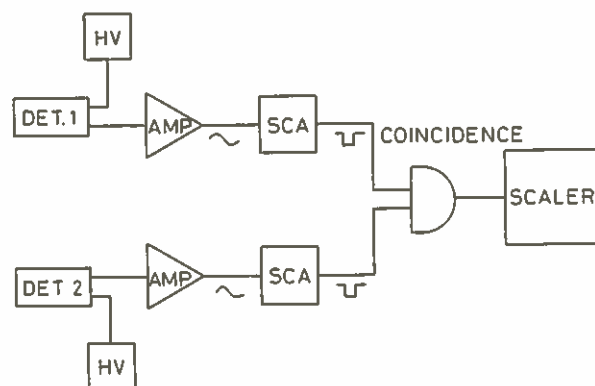 HV
DET.1
AMP
SCA
COINCIDENCE
SCALER
DET 2
AMP
SCA
HV